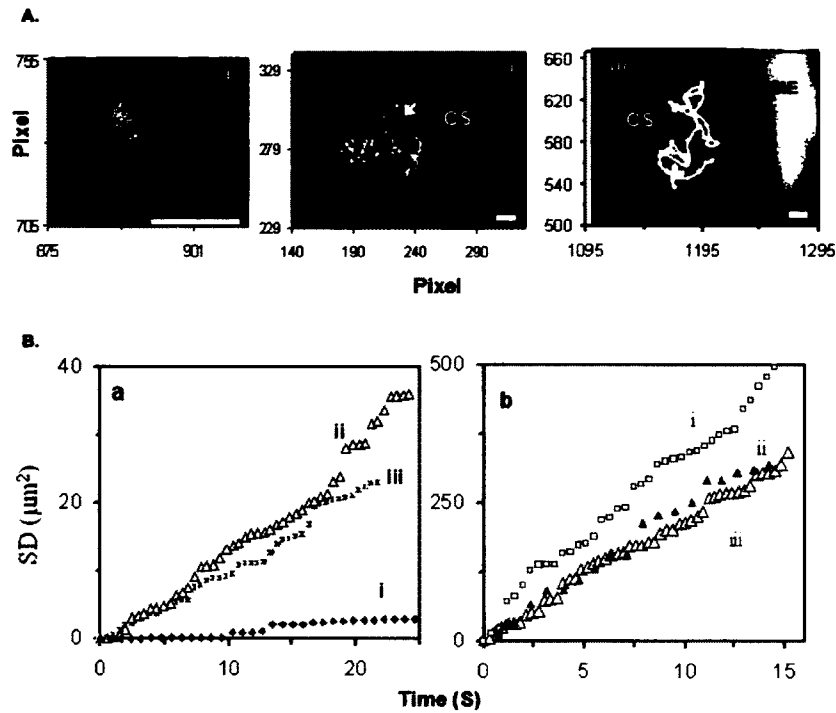 A.
755
705
Pixel
875 901
i
339
279
229
140 190 240 290
CS
Pixel
660
620
580
540
500
1095 1195 1295
CS
B.
40
20
0
SD (µm²)
a
ii
iii
i
0 10 20
500
250
0
b
i
ii
iii
0 5 10 15
Time (S)